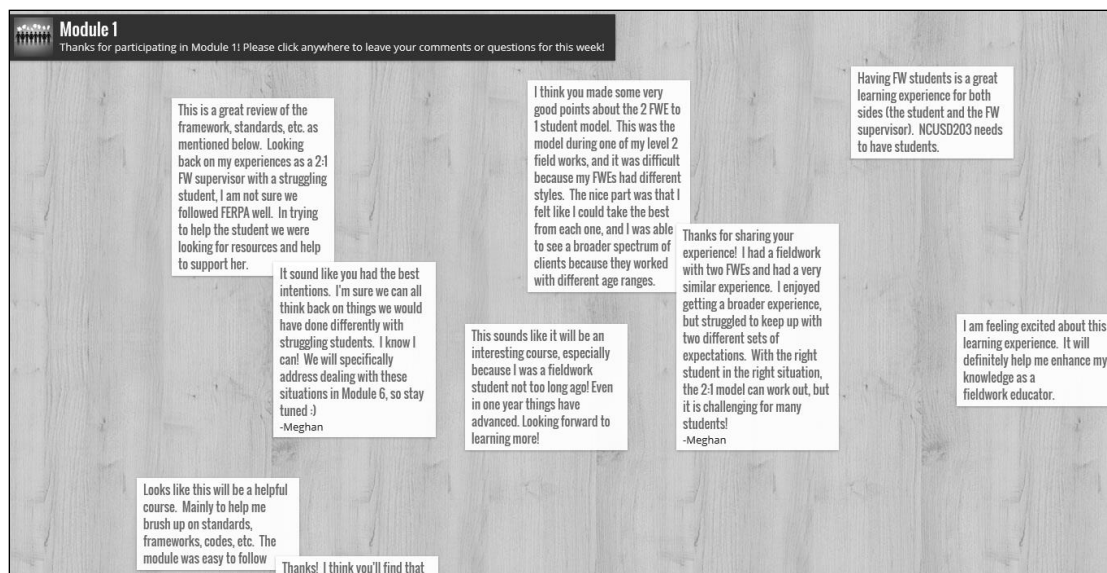 Module 1
Thanks for participating in Module 1! Please click anywhere to leave your comments or questions for this week!
This is a great review of the
framework, standards, etc. as
mentioned below. Looking
back on my experiences as a 2:1
FW supervisor with a struggling
student, I am not sure we
followed FERPA well. In trying
to help the student we were
looking for resources and help
to support her.
It sound like you had the best
intentions. I'm sure we can all
think back on things we would
have done differently with
struggling students. I know I
can! We will specifically
address dealing with these
situations in Module 6, so stay
tuned :)
-Meghan
I think you made some very
good points about the 2 FWE to
1 student model. This was the
model during one of my level 2
field works, and it was difficult
because my FWEs had different
styles. The nice part was that I
felt like I could take the best
from each one, and I was able
to see a broader spectrum of
clients because they worked
with different age ranges.
Thanks for sharing your
experience! I had a fieldwork
with two FWEs and had a very
similar experience. I enjoyed
getting a broader experience,
but struggled to keep up with
two different sets of
expectations. With the right
student in the right situation,
the 2:1 model can work out, but
it is challenging for many
students!
-Meghan
Having FW students is a great
learning experience for both
sides (the student and the FW
supervisor). NCUSD203 needs
to have students.
This sounds like it will be an
interesting course, especially
because I was a fieldwork
student not too long ago! Even
in one year things have
advanced. Looking forward to
learning more!
I am feeling excited about this
learning experience. It will
definitely help me enhance my
knowledge as a
fieldwork educator.
Looks like this will be a helpful
course. Mainly to help me
brush up on standards,
frameworks, codes, etc. The
module was easy to follow
Thanks! I think you'll find that